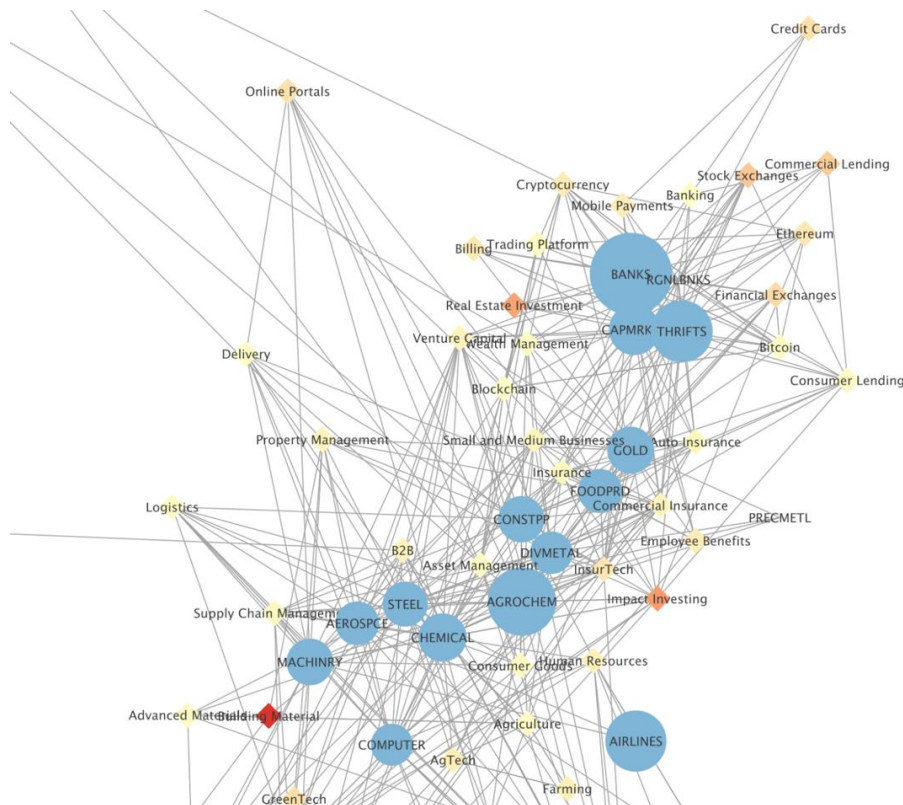 Credit Cards
Online Portals
Commercial Lending
Stock Exchanges
Cryptocurrency
Banking
Mobile Payments
Ethereum
Trading Platform
Billing
BANKS
RGNLBNKS
Financial Exchanges
Real Estate Investment
CAPMRK
THRIFTS
Venture Capital
Wealth Management
Bitcoin
Delivery
Consumer Lending
Blockchain
Property Management
Small and Medium Businesses
Auto Insurance
GOLD
Insurance
FOODPRD
Commercial Insurance
Logistics
CONSTPP
PRECMETL
Employee Benefits
B2B
DIVMETAL
Asset Management
InsurTech
Impact Investing
AGROCHEM
STEEL
Supply Chain Managem
AEROSPCE
CHEMICAL
MACHINRY
Consumer Goods
Human Resources
Advanced Materials
Building Material
Agriculture
COMPUTER
AIRLINES
AgTech
Farming
GreenTech